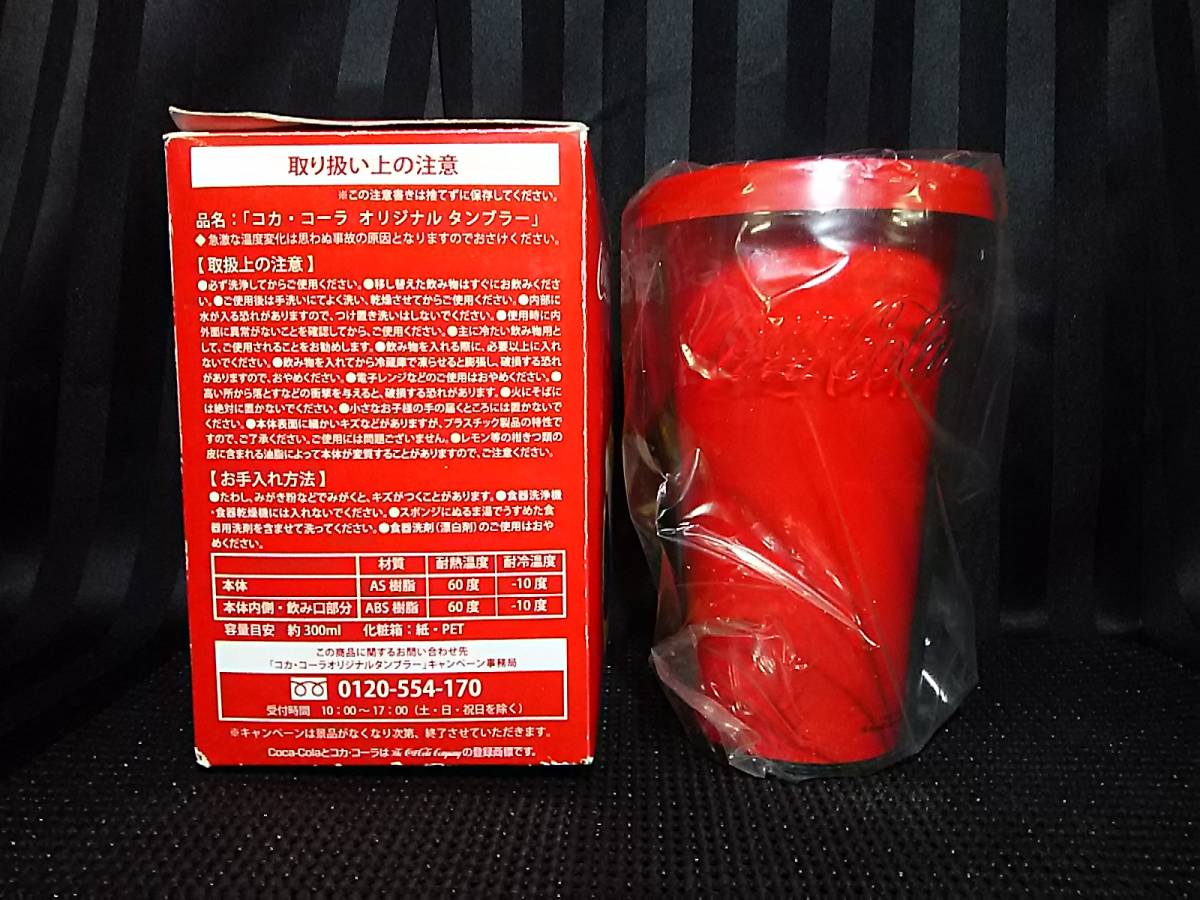 取り扱い上の注意
※この注意書きは捨てずに保存してください。
品名：「コカ・コーラ オリジナル タンブラー」
◆急激な温度変化は思わぬ事故の原因となりますのでおさけください。
【取扱上の注意】
●必ず洗浄してからご使用ください。●移し替えた飲み物はすぐにお飲みくださ
い。●ご使用後は手洗いにてよく洗い、乾燥させてからご使用ください。●内部に
水が入る恐れがありますので、つけ置き洗いはしないでください。●使用時に内
外面に異常がないことを確認してから、ご使用ください。●主に冷たい飲み物用と
して、ご使用されることをお勧めします。●飲み物を入れる際に、必要以上に入れ
ないでください。●飲み物を入れてから冷蔵庫で凍らせると膨張し、破損する恐れ
がありますので、おやめください。●電子レンジなどのご使用はおやめください。●
高い所から落とすなどの衝撃を与えると、破損する恐れがあります。●火にそばに
は絶対に置かないでください。●小さなお子様の手の届くところには置かないで
ください。●本体表面に細かいキズなどがありますが、プラスチック製品の特性で
すので、ご了承ください。ご使用には問題ございません。●レモン等の柑きつ類の
皮に含まれる油脂によって本体が変質することがありますので、ご注意ください。
【お手入れ方法】
●たわし、みがき粉などでみがくと、キズがつくことがあります。●食器洗浄機
・食器乾燥機には入れないでください。●スポンジにぬるま湯でうすめた食
器用洗剤を含ませて洗ってください。●食器洗剤（漂白剤）のご使用はおや
めください。
材質 耐熱温度 耐冷温度
本体 AS樹脂 60度 -10度
本体内側・飲み口部分 ABS樹脂 60度 -10度
容量目安 約300ml 化粧箱：紙・PET
この商品に関するお問い合わせ先
「コカ・コーラオリジナルタンブラー」キャンペーン事務局
0120-554-170
受付時間 10：00～17：00（土・日・祝日を除く）
※キャンペーンは景品がなくなり次第、終了させていただきます。
Coca-Colaとコカ・コーラは The Coca-Cola Companyの登録商標です。
Coca-Cola